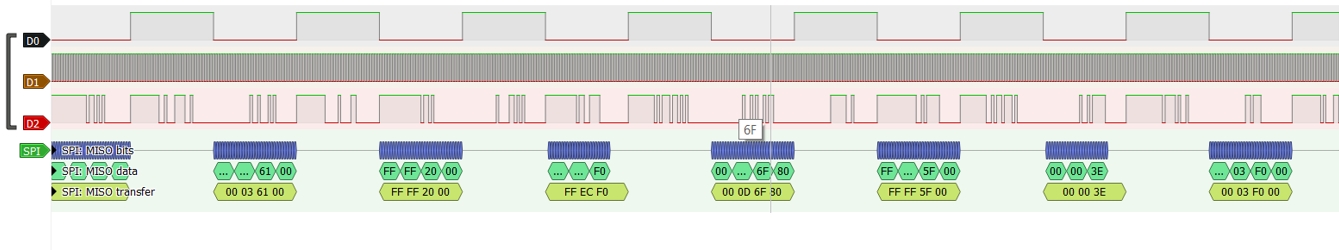 D0
D1
D2
6F
SPI
SPI: MISO bits
SPI: MISO data
... ... 61 00
FF FF 20 00
... ... F0
00 ... 6F 80
FF ... 5F 00
00 00 3E
... 03 F0 00
SPI: MISO transfer
00 03 61 00
FF FF 20 00
FF EC F0
00 0D 6F 80
FF FF 5F 00
00 00 3E
00 03 F0 00